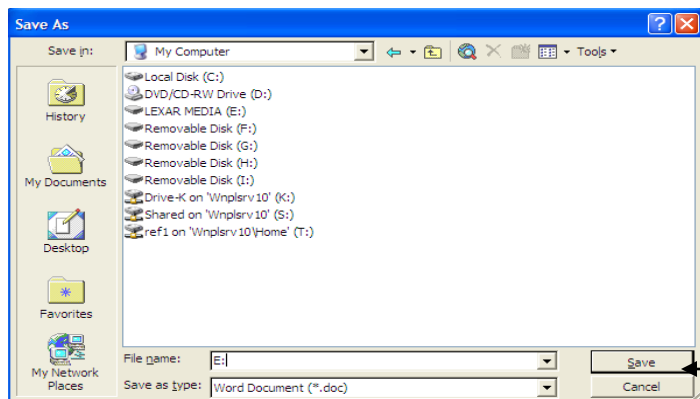 Save As
Save in: My Computer Tools
Local Disk (C:)
DVD/CD-RW Drive (D:)
LEXAR MEDIA (E:)
Removable Disk (F:)
Removable Disk (G:)
Removable Disk (H:)
Removable Disk (I:)
Drive-K on 'Wnplsrv10' (K:)
Shared on 'Wnplsrv10' (S:)
ref1 on 'Wnplsrv10\Home' (T:)
History
My Documents
Desktop
Favorites
My Network
Places
File name: E: Save
Save as type: Word Document (*.doc) Cancel